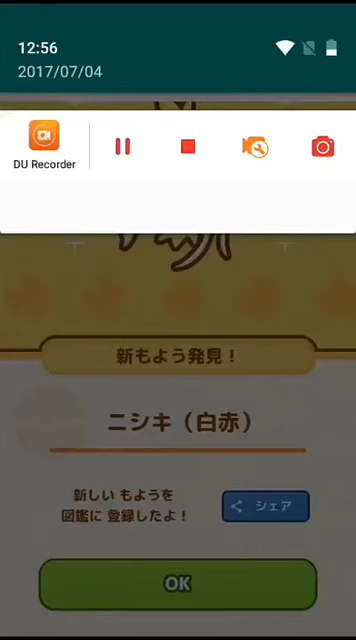 12:56
2017/07/04
DU Recorder
新もよう発見！
ニシキ（白赤）
新しい もようを
図鑑に 登録したよ！
シェア
OK